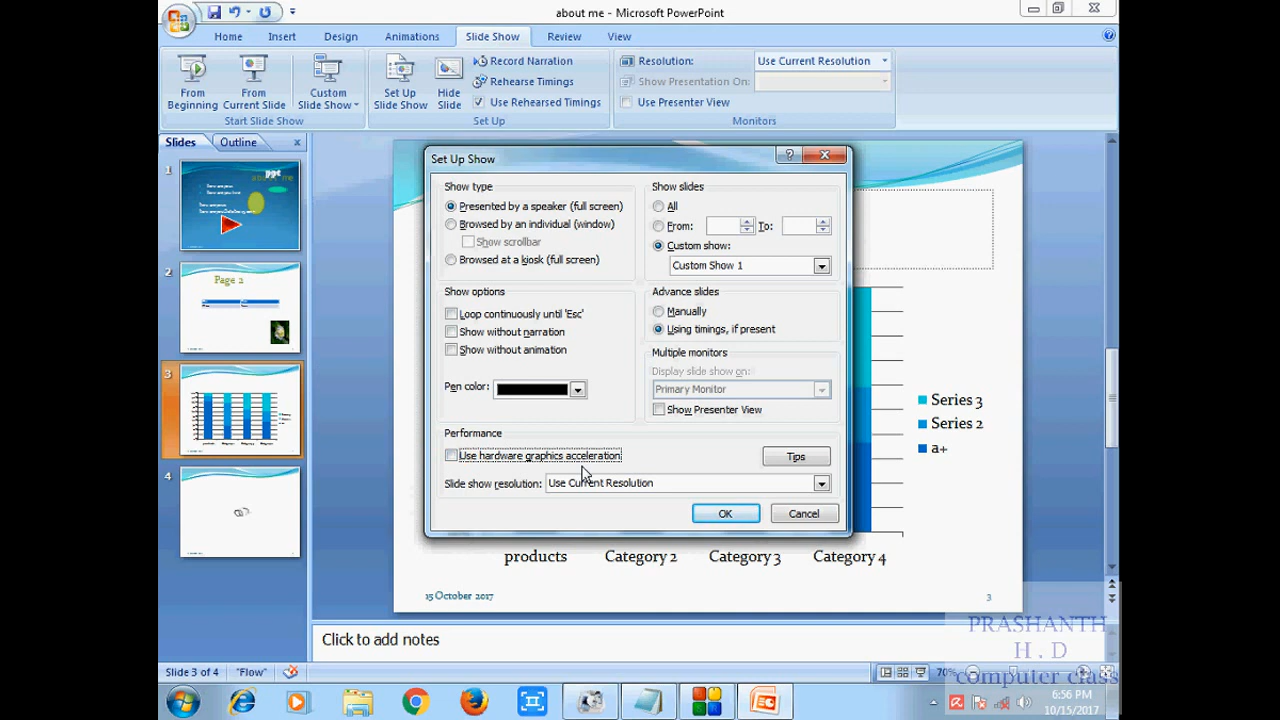 about me - Microsoft PowerPoint
Home Insert Design Animations Slide Show Review View
From Beginning
From Current Slide
Custom Slide Show
Start Slide Show
Set Up Slide Show
Hide Slide
Record Narration
Rehearse Timings
Use Rehearsed Timings
Set Up
Resolution: Use Current Resolution
Show Presentation On:
Use Presenter View
Monitors
Slides Outline
1
ppt
about me
2
Page 2
3
4
Set Up Show
Show type
Presented by a speaker (full screen)
Browsed by an individual (window)
Show scrollbar
Browsed at a kiosk (full screen)
Show slides
All
From: To:
Custom show:
Custom Show 1
Show options
Loop continuously until 'Esc'
Show without narration
Show without animation
Pen color:
Advance slides
Manually
Using timings, if present
Multiple monitors
Display slide show on:
Primary Monitor
Show Presenter View
Performance
Use hardware graphics acceleration
Tips
Slide show resolution: Use Current Resolution
OK Cancel
Series 3
Series 2
a+
products Category 2 Category 3 Category 4
15 October 2017 3
Click to add notes
PRASHANTH
H . D
computer class
Slide 3 of 4 "Flow" 70%
6:56 PM
10/15/2017